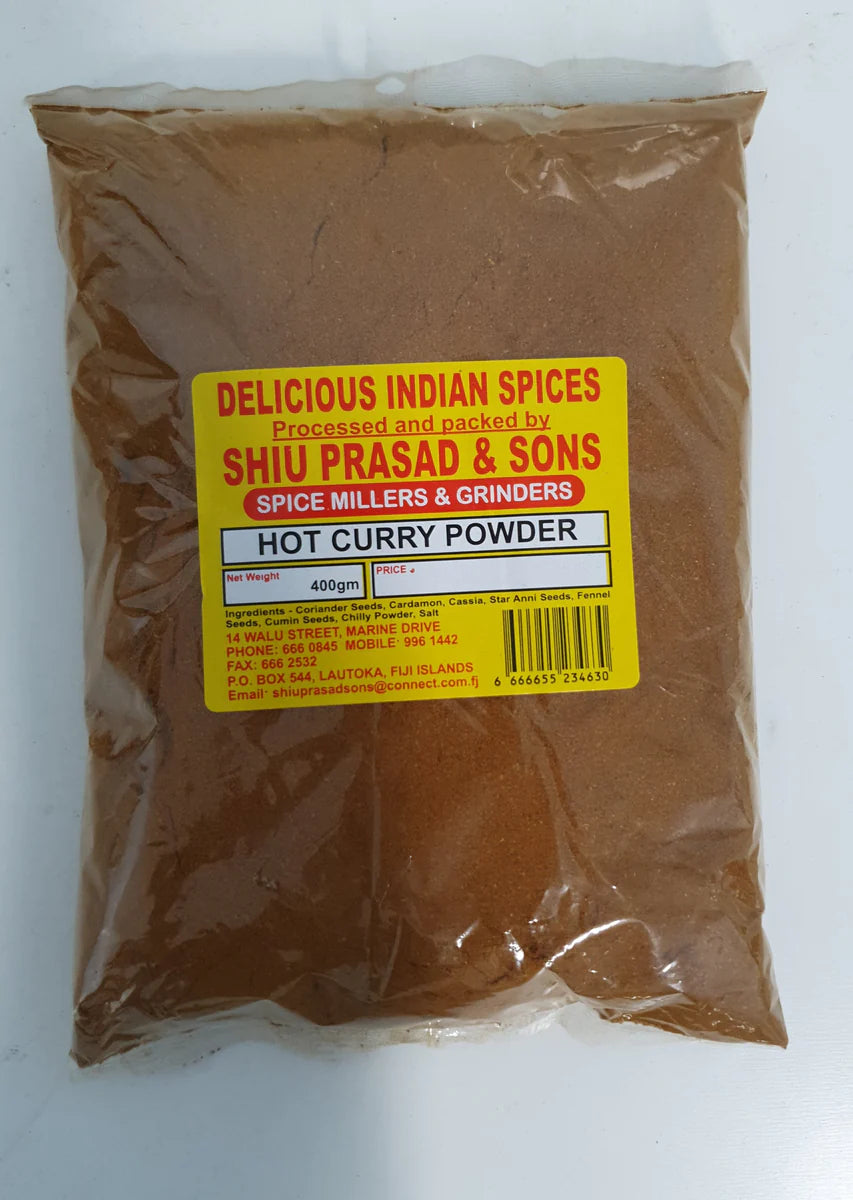 DELICIOUS INDIAN SPICES
Processed and packed by
SHIU PRASAD & SONS
SPICE MILLERS & GRINDERS
HOT CURRY POWDER
Net Weight
400gm
PRICE
Ingredients - Coriander Seeds, Cardamon, Cassia, Star Anni Seeds, Fennel
Seeds, Cumin Seeds, Chilly Powder, Salt
14 WALU STREET, MARINE DRIVE
PHONE: 666 0845 MOBILE: 996 1442
FAX: 666 2532
P.O. BOX 544, LAUTOKA, FIJI ISLANDS
Email: shiuprasadsons@connect.com.fj
6 666655 234630